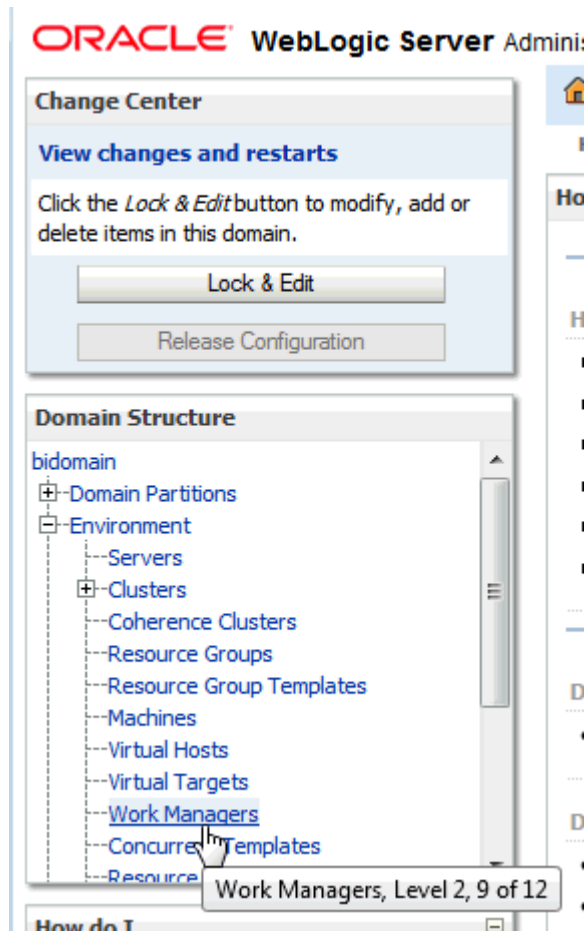 ORACLE WebLogic Server
Change Center
View changes and restarts
Click the Lock & Edit button to modify, add or
delete items in this domain.
Lock & Edit
Release Configuration
Domain Structure
bidomain
Domain Partitions
Environment
Servers
Clusters
Coherence Clusters
Resource Groups
Resource Group Templates
Machines
Virtual Hosts
Virtual Targets
Work Managers
Templates
Resource
Work Managers, Level 2, 9 of 12
How do I